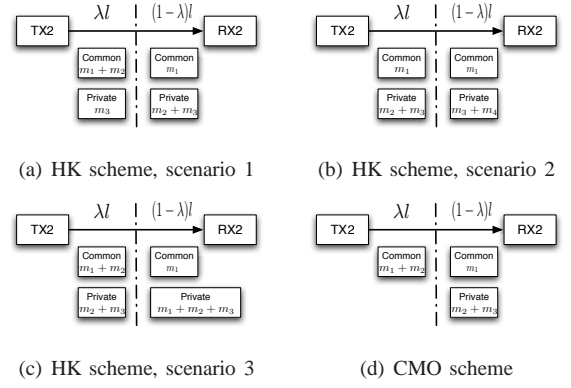 λl (1−λ)l
TX2 RX2
Common Common
m₁ + m₂ m₁
Private Private
m₃ m₂ + m₃
(a) HK scheme, scenario 1
λl (1−λ)l
TX2 RX2
Common Common
m₁ m₁
Private Private
m₂ + m₃ m₃ + m₄
(b) HK scheme, scenario 2
λl (1−λ)l
TX2 RX2
Common Common
m₁ + m₂ m₁
Private Private
m₂ + m₃ m₁ + m₂ + m₃
(c) HK scheme, scenario 3
λl (1−λ)l
TX2 RX2
Common Common
m₁ + m₂ m₁
Private
m₂ + m₃
(d) CMO scheme